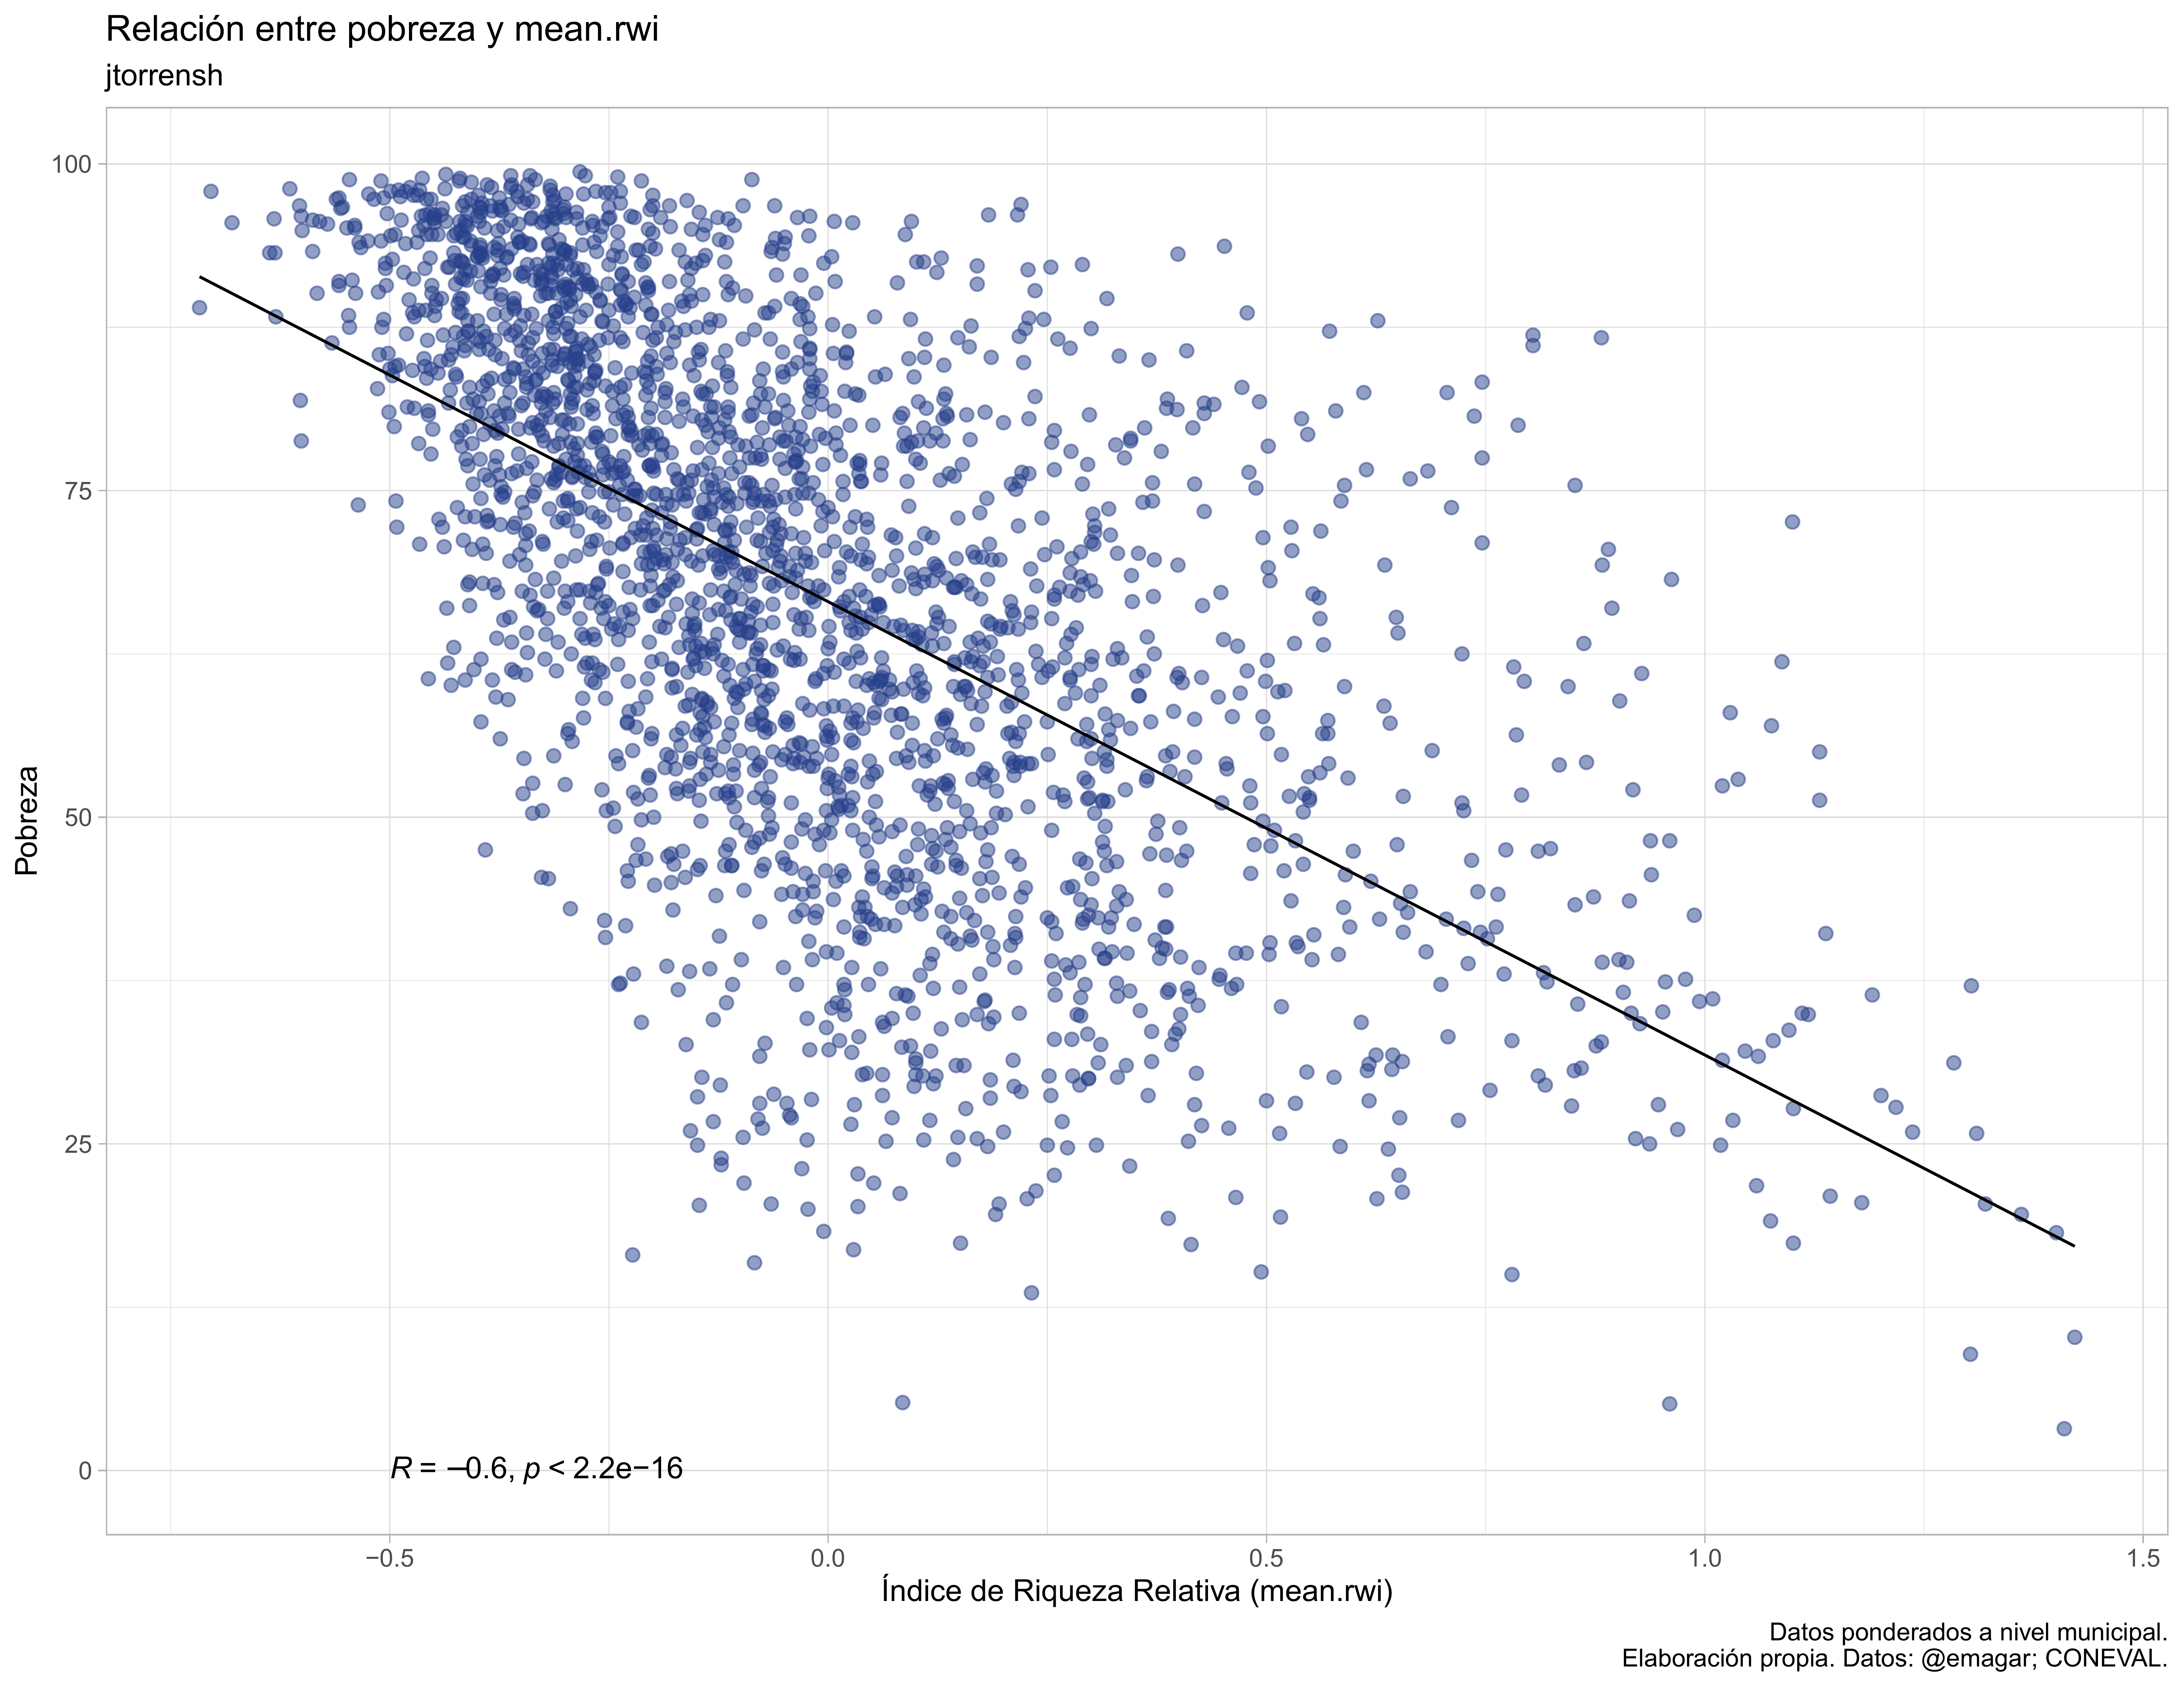 Relación entre pobreza y mean.rwi
jtorrensh
Pobreza
100
75
50
25
0
R = −0.6, p < 2.2e−16
−0.5
0.0
0.5
1.0
1.5
Índice de Riqueza Relativa (mean.rwi)
Datos ponderados a nivel municipal.
Elaboración propia. Datos: @emagar; CONEVAL.